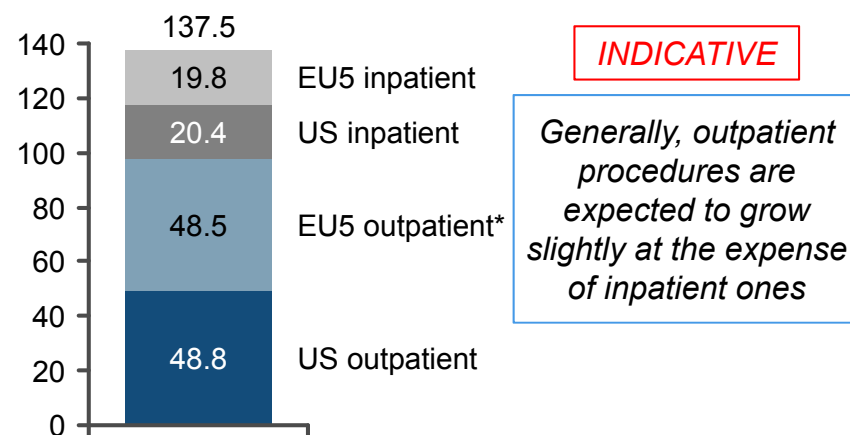 137.5
140
120
100
80
60
40
20
0
19.8
EU5 inpatient
20.4
US inpatient
48.5
EU5 outpatient*
48.8
US outpatient
INDICATIVE
Generally, outpatient
procedures are
expected to grow
slightly at the expense
of inpatient ones